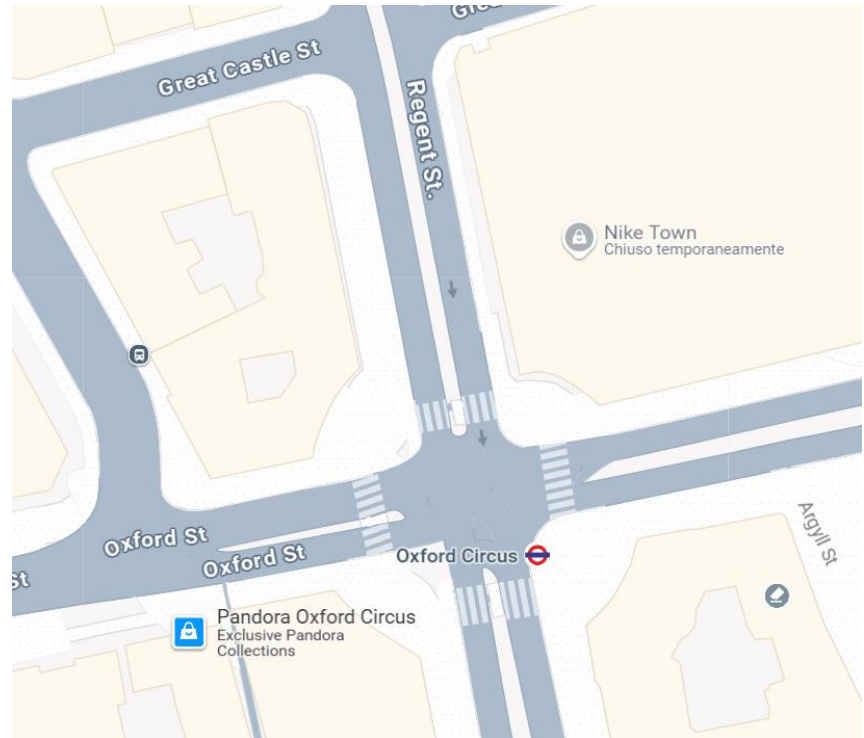 Great Castle St
Regent St.
Nike Town
Chiuso temporaneamente
Argyll St
Oxford St
Oxford St
Oxford Circus
St
Pandora Oxford Circus
Exclusive Pandora
Collections